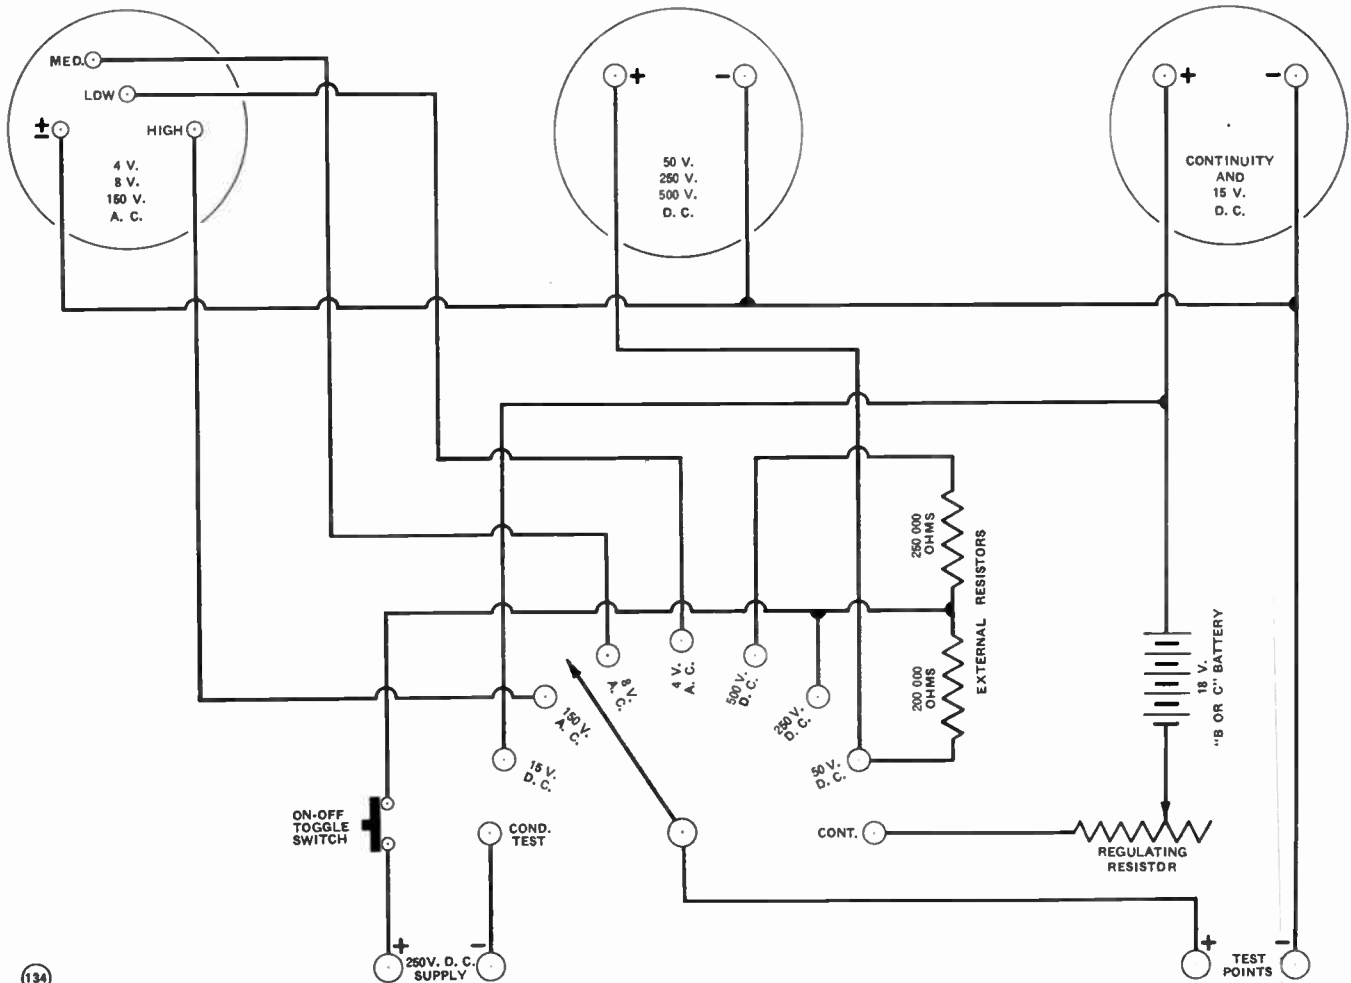 MED.
LOW
±
HIGH
4 V.
8 V.
150 V.
A. C.
+
-
50 V.
250 V.
500 V.
D. C.
+
-
CONTINUITY
AND
15 V.
D. C.
250 000
OHMS
EXTERNAL RESISTORS
200 000
OHMS
18 V.
"B OR C" BATTERY
8 V.
A. C.
4 V.
A. C.
500 V.
D. C.
250 V.
D. C.
150 V.
A. C.
15 V.
D. C.
50 V.
D. C.
ON-OFF
TOGGLE
SWITCH
COND.
TEST
CONT.
REGULATING
RESISTOR
+
-
250V. D. C.
SUPPLY
+
-
TEST
POINTS
134